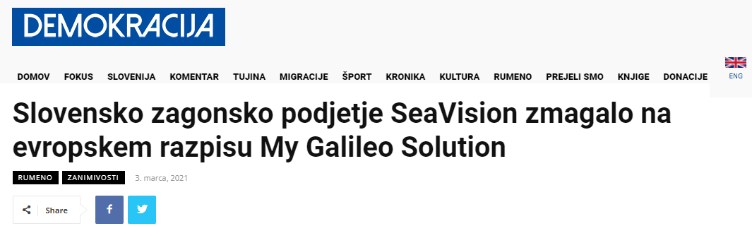 DEMOKRACIJA
ENG
DOMOV FOKUS SLOVENIJA KOMENTAR TUJINA MIGRACIJE ŠPORT KRONIKA KULTURA RUMENO PREJELI SMO KNJIGE DONACIJE
Slovensko zagonsko podjetje SeaVision zmagalo na
evropskem razpisu My Galileo Solution
RUMENO ZANIMIVOSTI 3. marca, 2021
Share